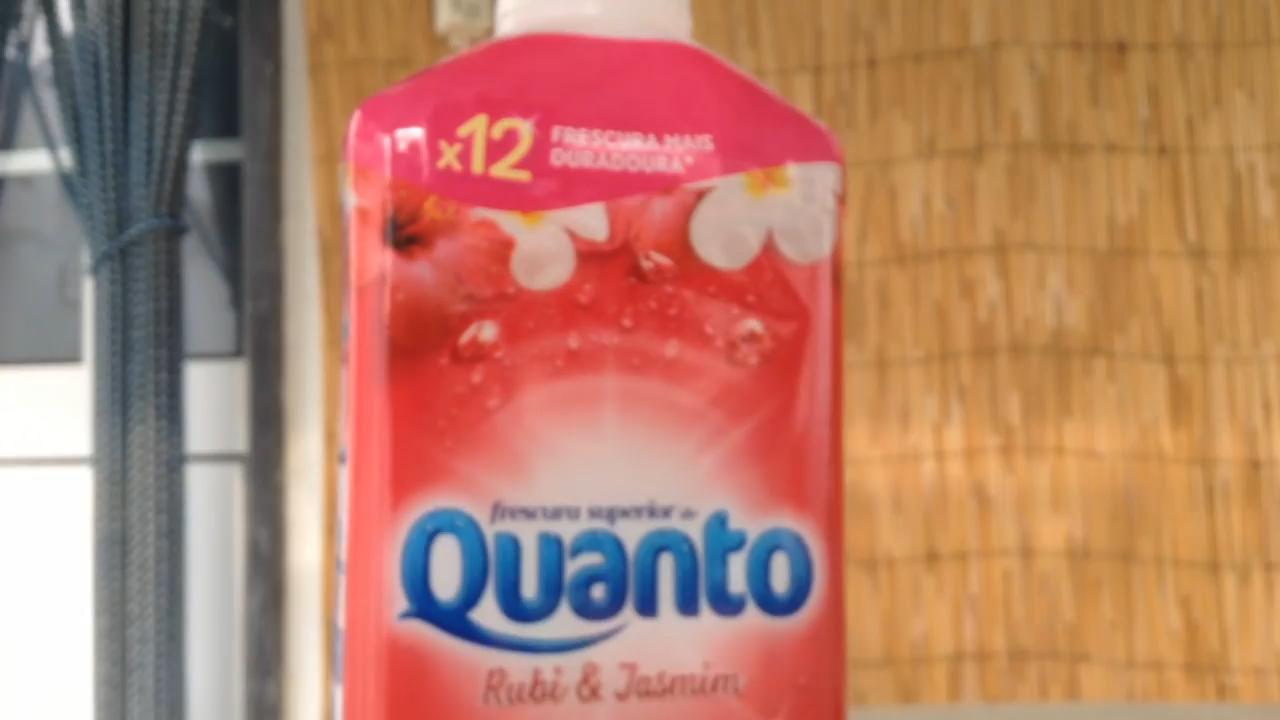 x12 FRESCURA MAIS
DURADOURA*
frescura superior de
Quanto
Rubi & Jasmim